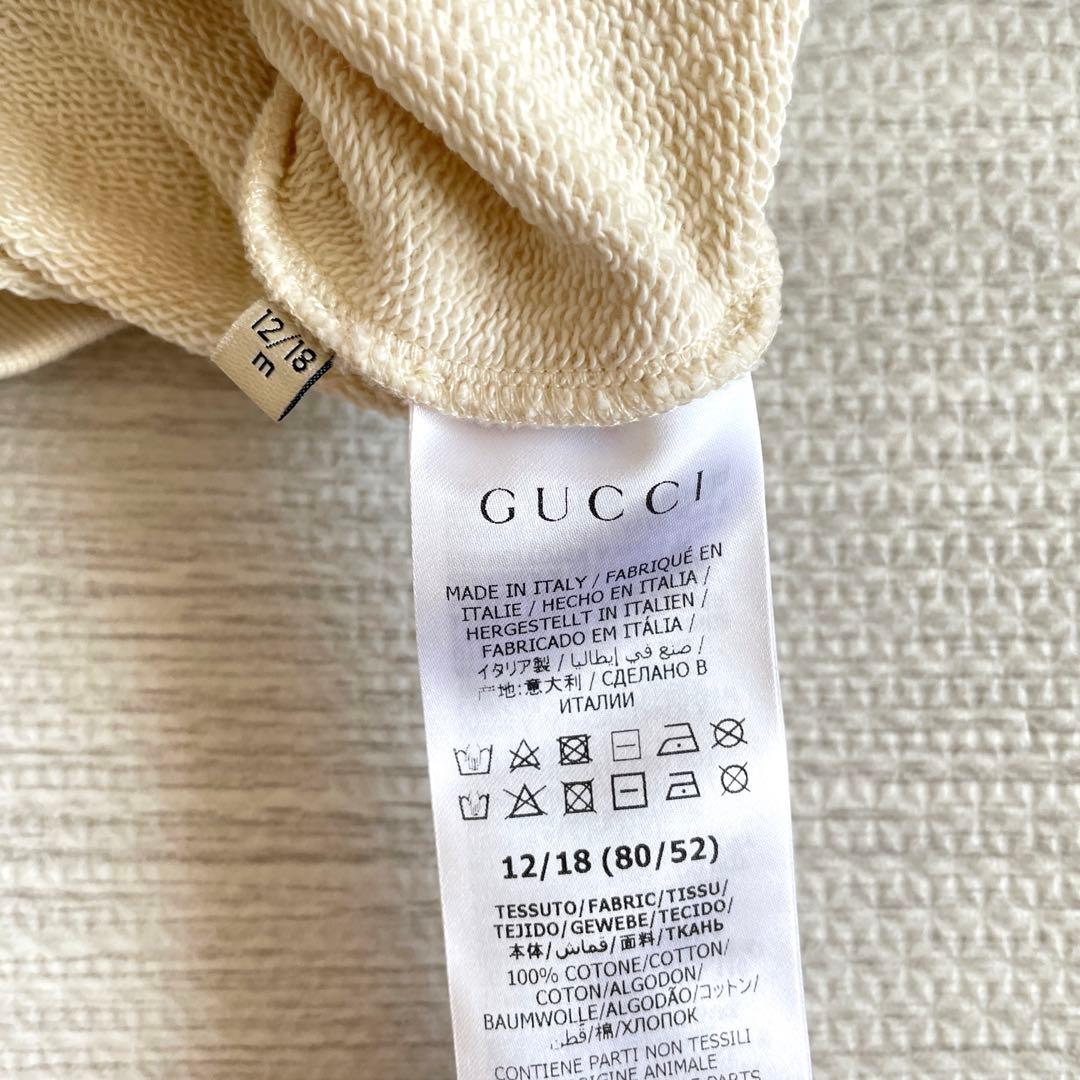 12/18
m
GUCCI
MADE IN ITALY / FABRIQUÉ EN
ITALIE / HECHO EN ITALIA /
HERGESTELLT IN ITALIEN /
FABRICADO EM ITÁLIA /
イタリア製 / صنع في إيطاليا /
产地:意大利 / СДЕЛАНО В
ИТАЛИИ
12/18 (80/52)
TESSUTO/FABRIC/TISSU/
TEJIDO/GEWEBE/TECIDO/
本体/قماش/面料/ТКАНЬ
100% COTONE/COTTON/
COTON/ALGODON/
BAUMWOLLE/ALGODÃO/コットン/
قطن/棉/ХЛОПОК
CONTIENE PARTI NON TESSILI
ORIGINE ANIMALE
PARTS